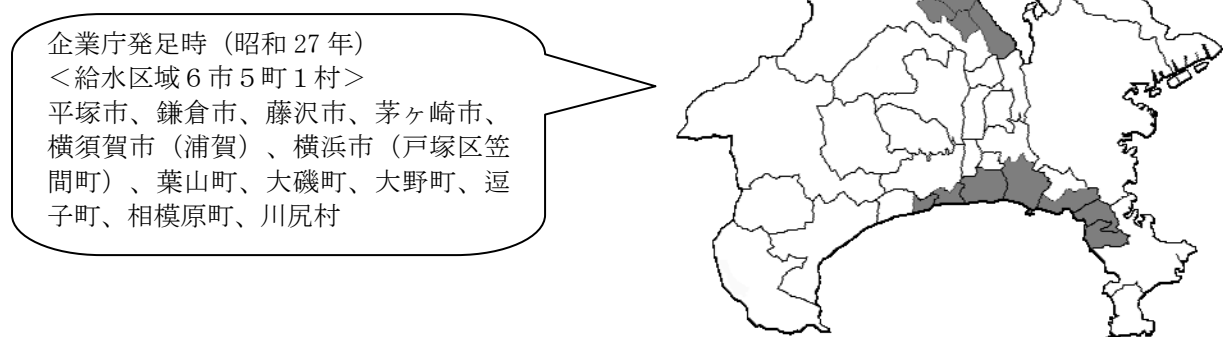 企業庁発足時（昭和 27 年）
＜給水区域６市５町１村＞
平塚市、鎌倉市、藤沢市、茅ヶ崎市、
横須賀市（浦賀）、横浜市（戸塚区笠
間町）、葉山町、大磯町、大野町、逗
子町、相模原町、川尻村